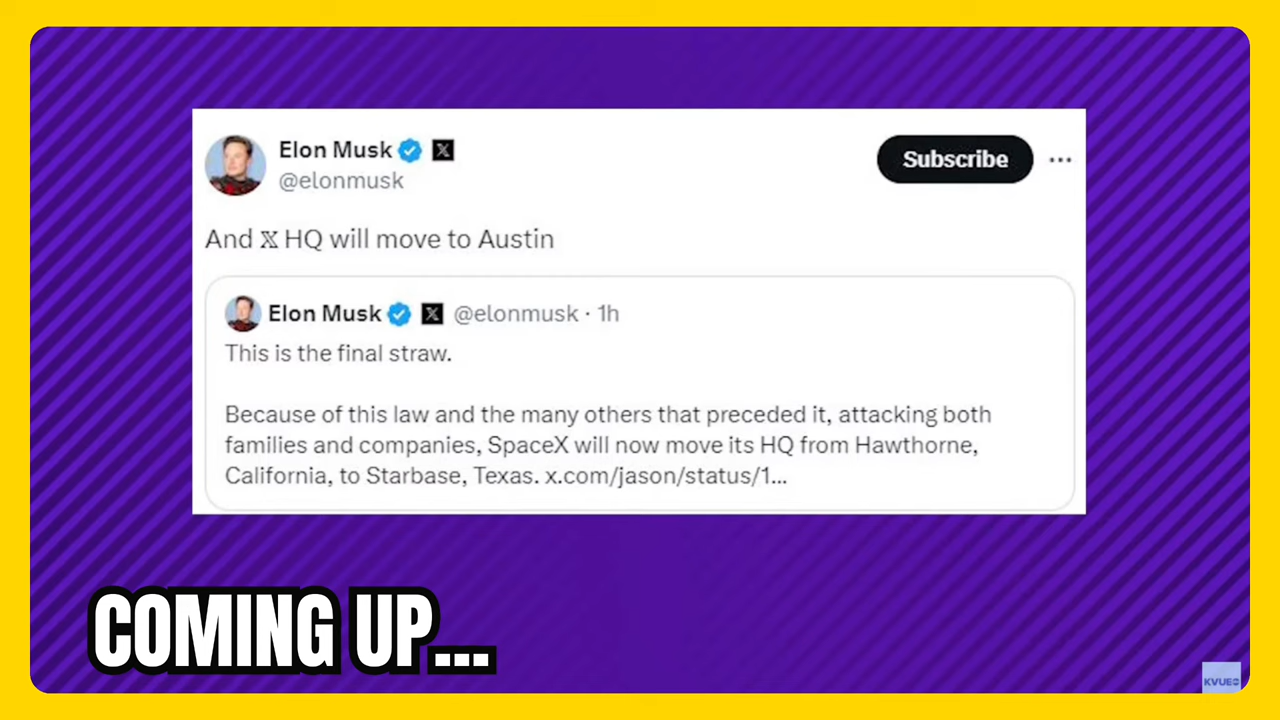 Elon Musk 𝕏
@elonmusk
Subscribe
And 𝕏 HQ will move to Austin
Elon Musk 𝕏 @elonmusk · 1h
This is the final straw.
Because of this law and the many others that preceded it, attacking both
families and companies, SpaceX will now move its HQ from Hawthorne,
California, to Starbase, Texas. x.com/jason/status/1...
COMING UP...
KVUE